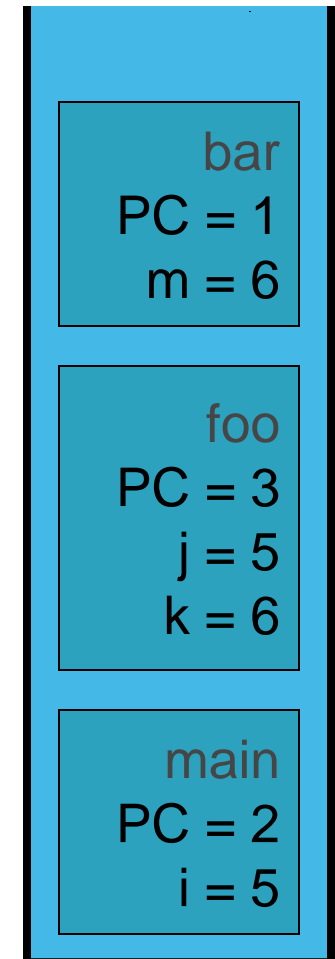 bar
PC = 1
m = 6
foo
PC = 3
j = 5
k = 6
main
PC = 2
i = 5